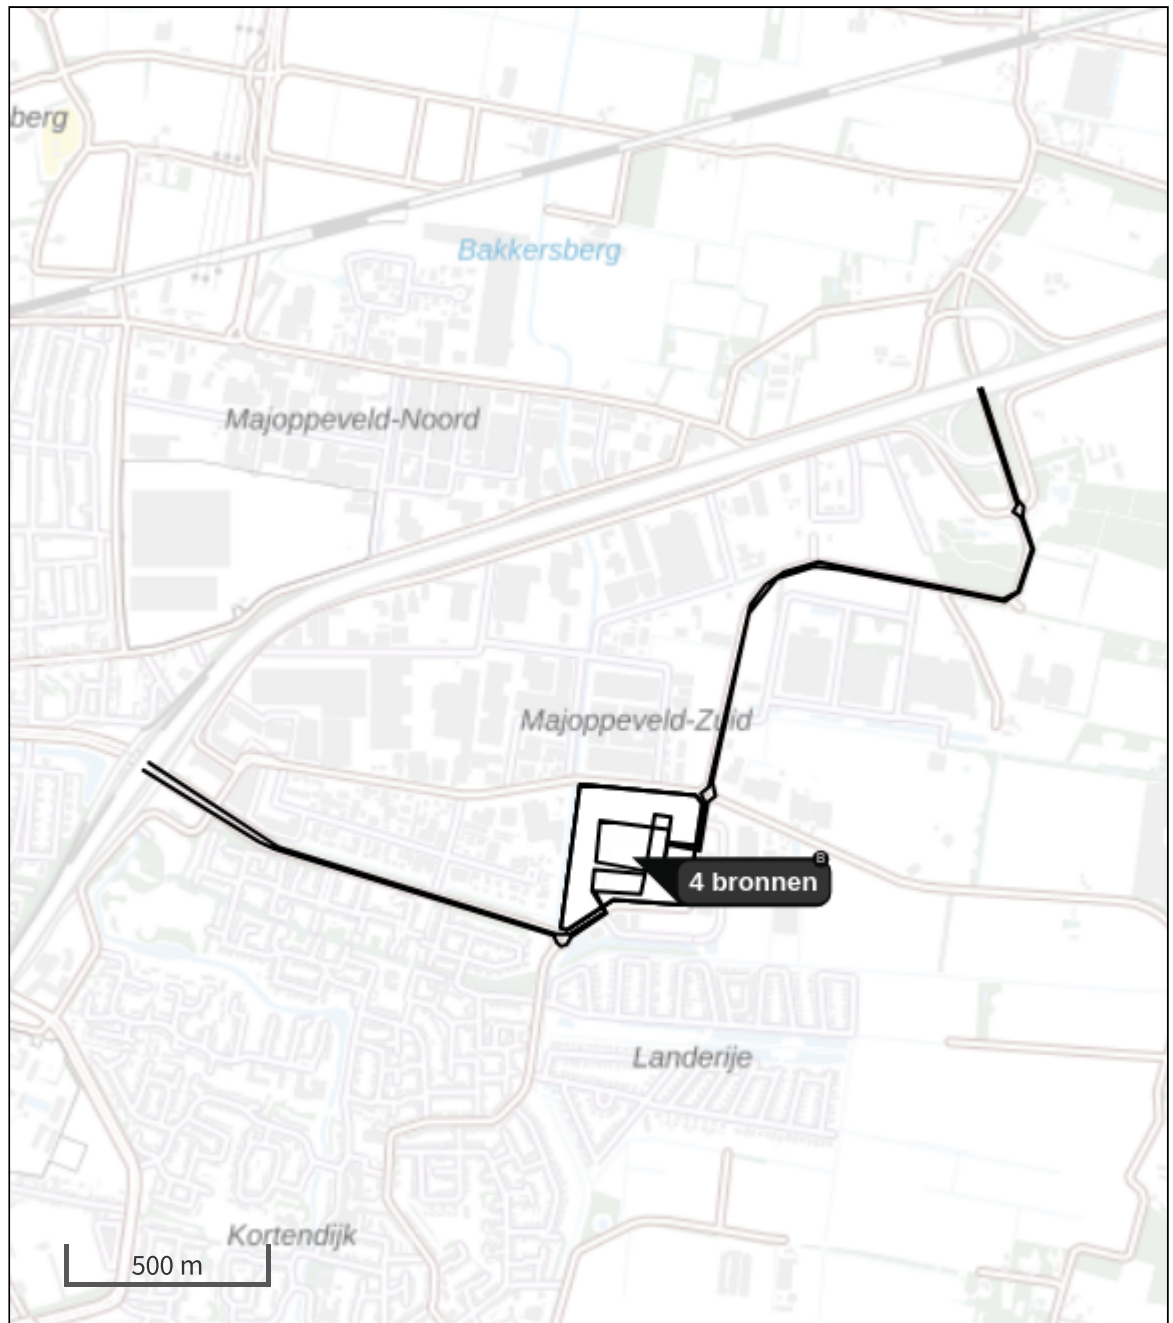 berg
Bakkersberg
Majoppeveld-Noord
Majoppeveld-Zuid
B
4 bronnen
Landerije
Kortendijk
500 m